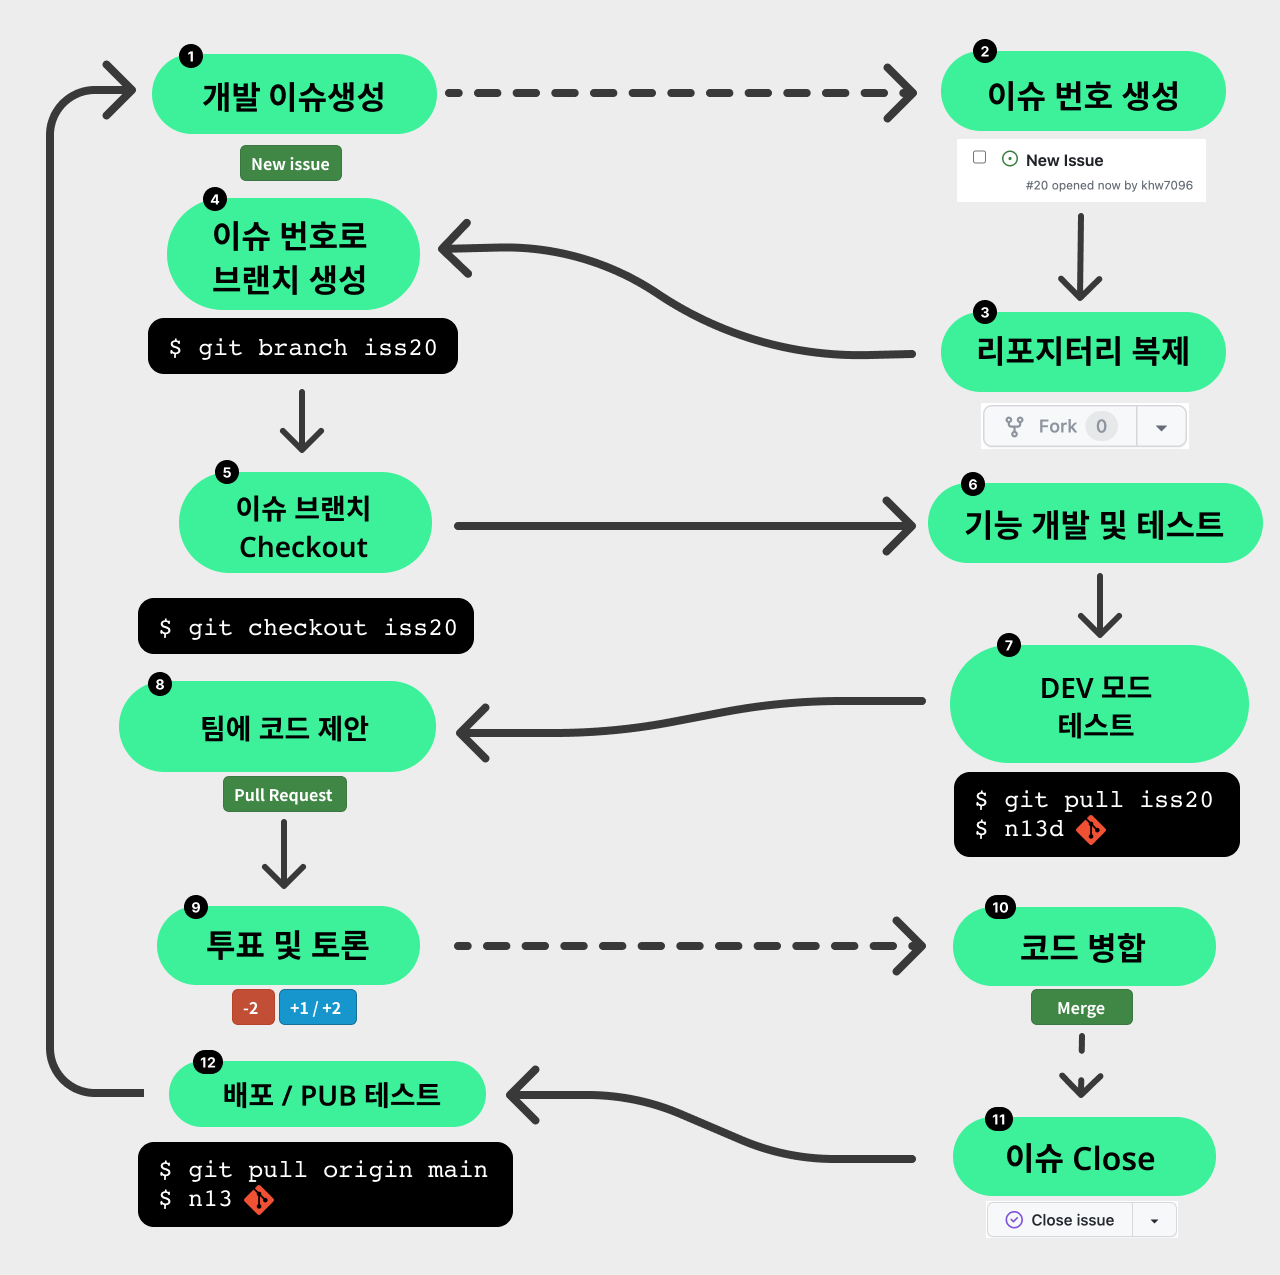 1
개발 이슈생성
New issue
2
이슈 번호 생성
New Issue
#20 opened now by khw7096
3
리포지터리 복제
Fork 0
4
이슈 번호로
브랜치 생성
$ git branch iss20
5
이슈 브랜치
Checkout
$ git checkout iss20
6
기능 개발 및 테스트
7
DEV 모드
테스트
$ git pull iss20
$ n13d
8
팀에 코드 제안
Pull Request
9
투표 및 토론
-2
+1 / +2
10
코드 병합
Merge
11
이슈 Close
Close issue
12
배포 / PUB 테스트
$ git pull origin main
$ n13